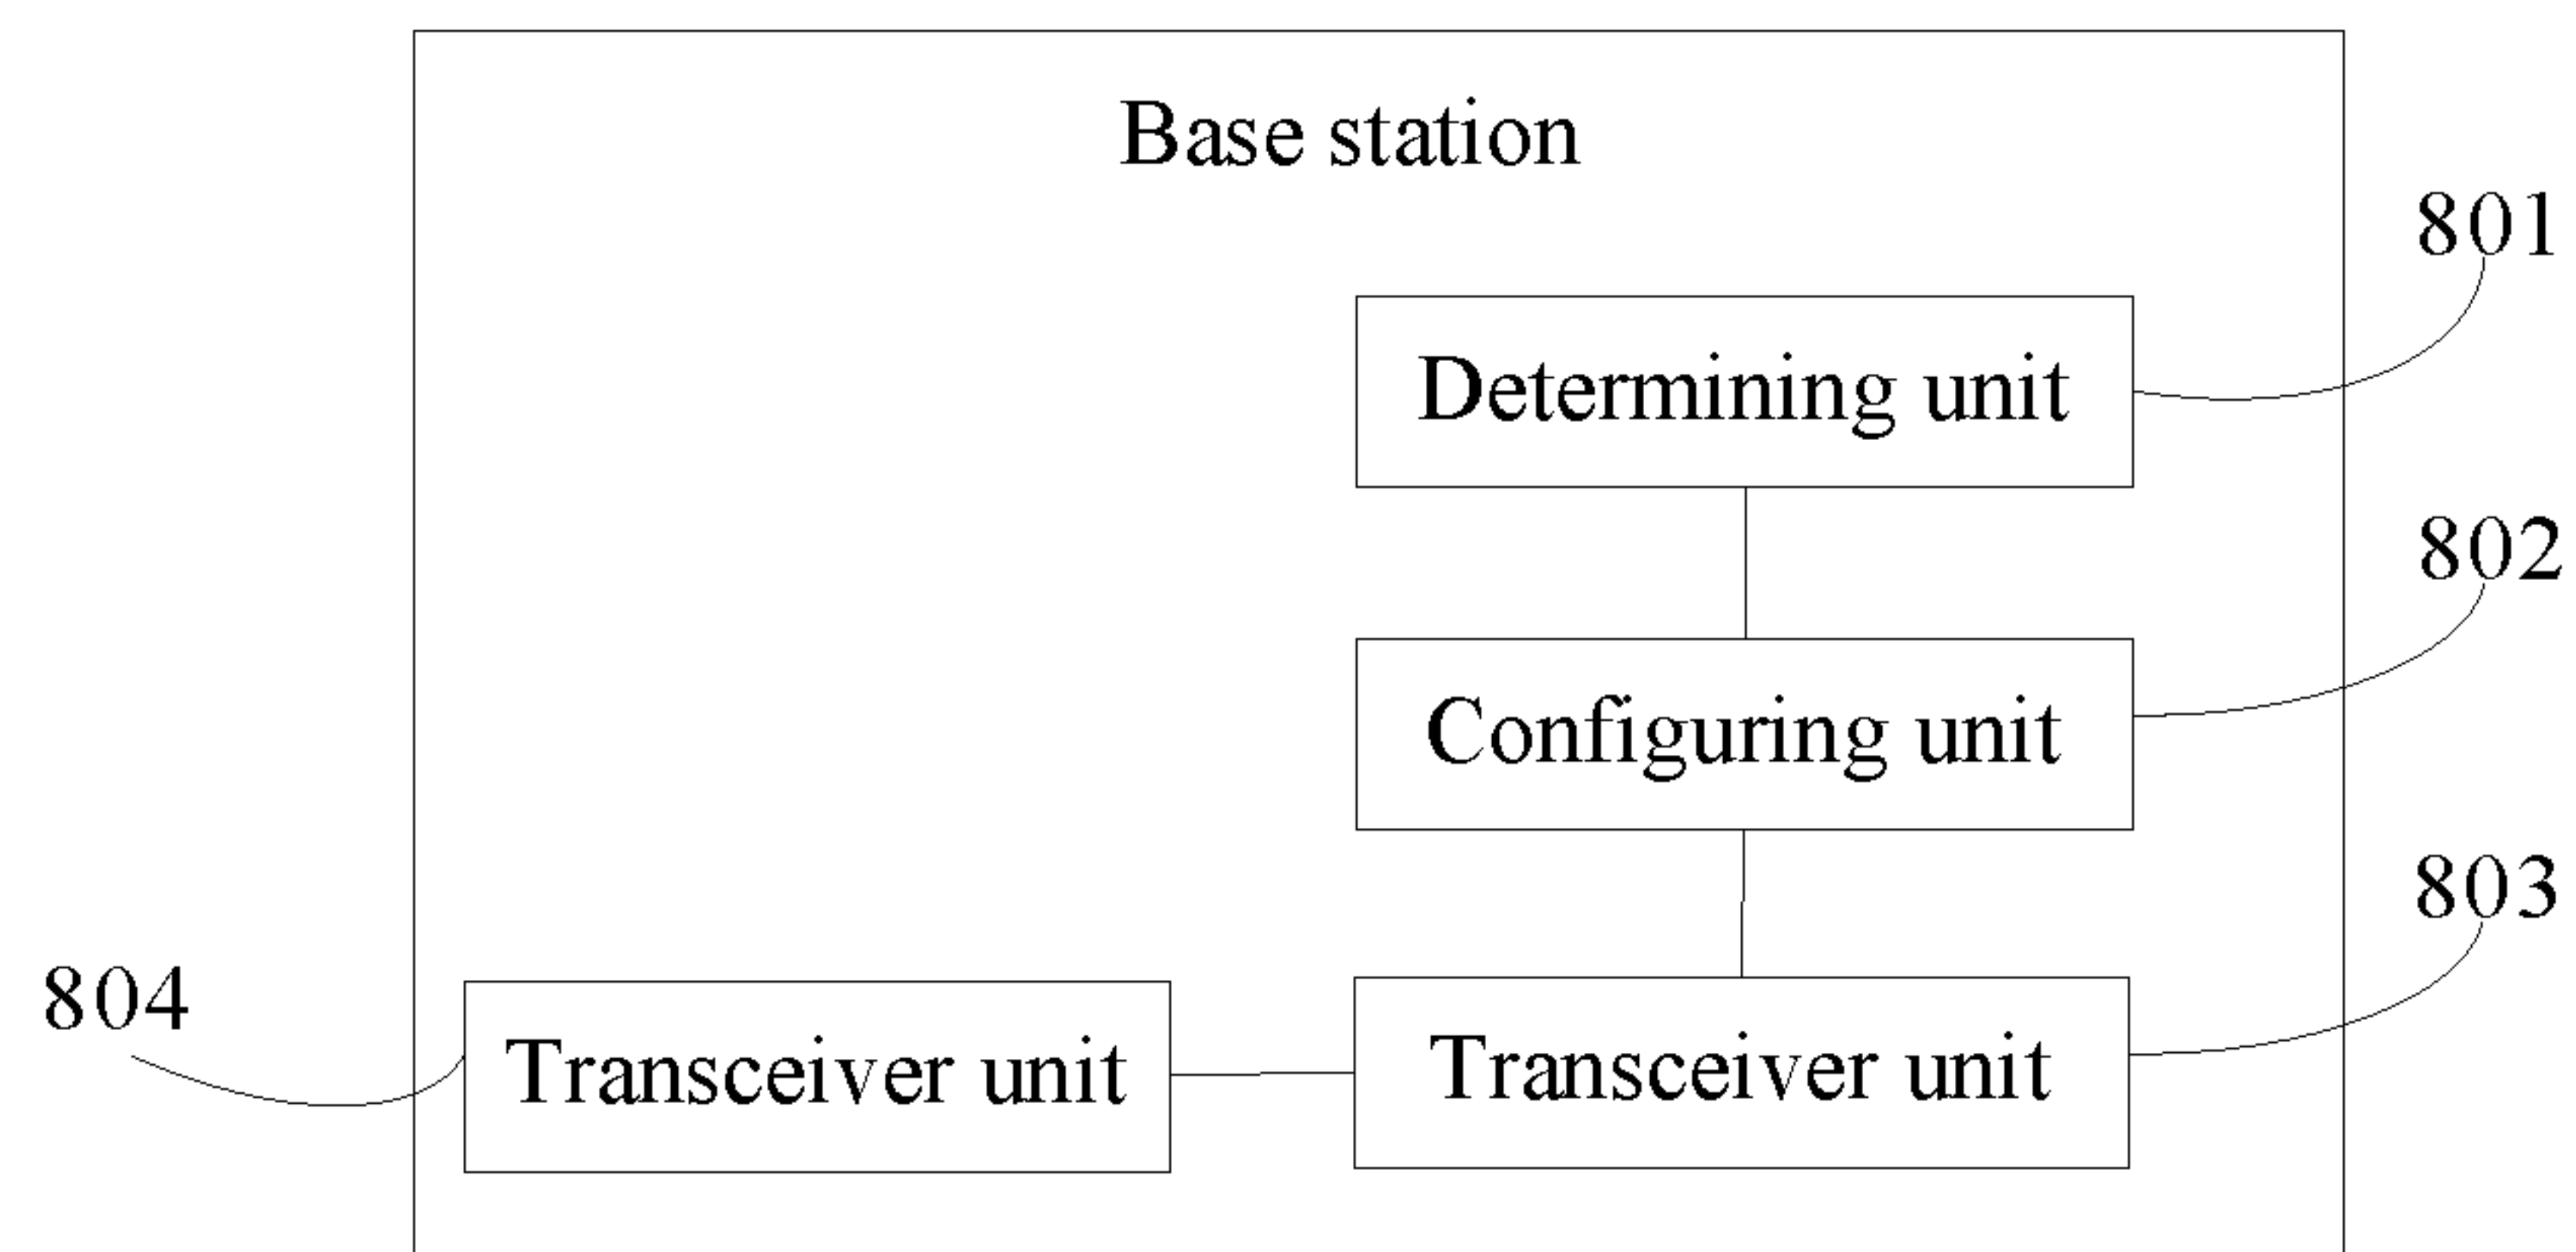 Base station
801
Determining unit
802
Configuring unit
803
804
Transceiver unit
Transceiver unit